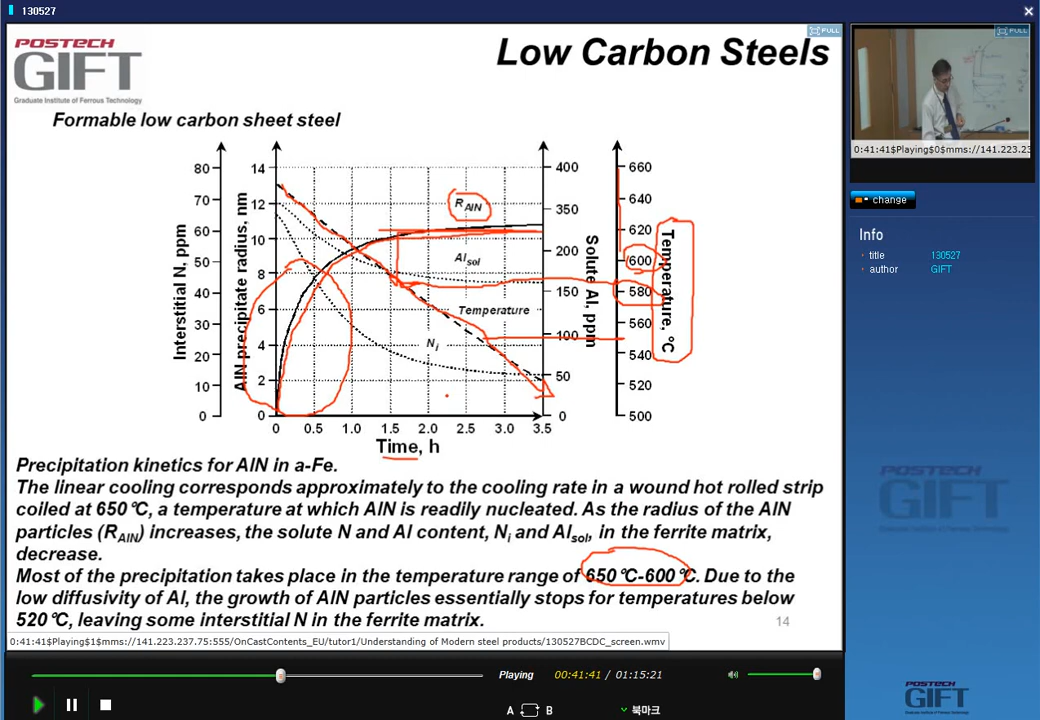 130527
POSTECH
GIFT
Graduate Institute of Ferrous Technology
FULL
Low Carbon Steels
Formable low carbon sheet steel
Interstitial N, ppm
80
70
60
50
40
30
20
10
0
AlN precipitate radius, nm
14
12
10
8
6
4
2
0
R AlN
Al sol
Temperature
N i
400
350
200
150
100
50
0
Solute Al, ppm
660
640
620
600
580
560
540
520
500
Temperature, °C
0 0.5 1.0 1.5 2.0 2.5 3.0 3.5
Time, h
Precipitation kinetics for AlN in a-Fe.
The linear cooling corresponds approximately to the cooling rate in a wound hot rolled strip
coiled at 650°C, a temperature at which AlN is readily nucleated. As the radius of the AlN
particles (RAlN) increases, the solute N and Al content, Ni and Alsol, in the ferrite matrix,
decrease.
Most of the precipitation takes place in the temperature range of 650°C-600°C. Due to the
low diffusivity of Al, the growth of AlN particles essentially stops for temperatures below
520°C, leaving some interstitial N in the ferrite matrix.
14
0:41:41$Playing$1$mms://141.223.237.75:555/OnCastContents_EU/tutor1/Understanding of Modern steel products/130527BCDC_screen.wmv
FULL
0:41:41$Playing$0$mms://141.223.23
change
Info
title 130527
author GIFT
POSTECH
GIFT
Playing 00:41:41 / 01:15:21
A B 북마크
POSTECH
GIFT